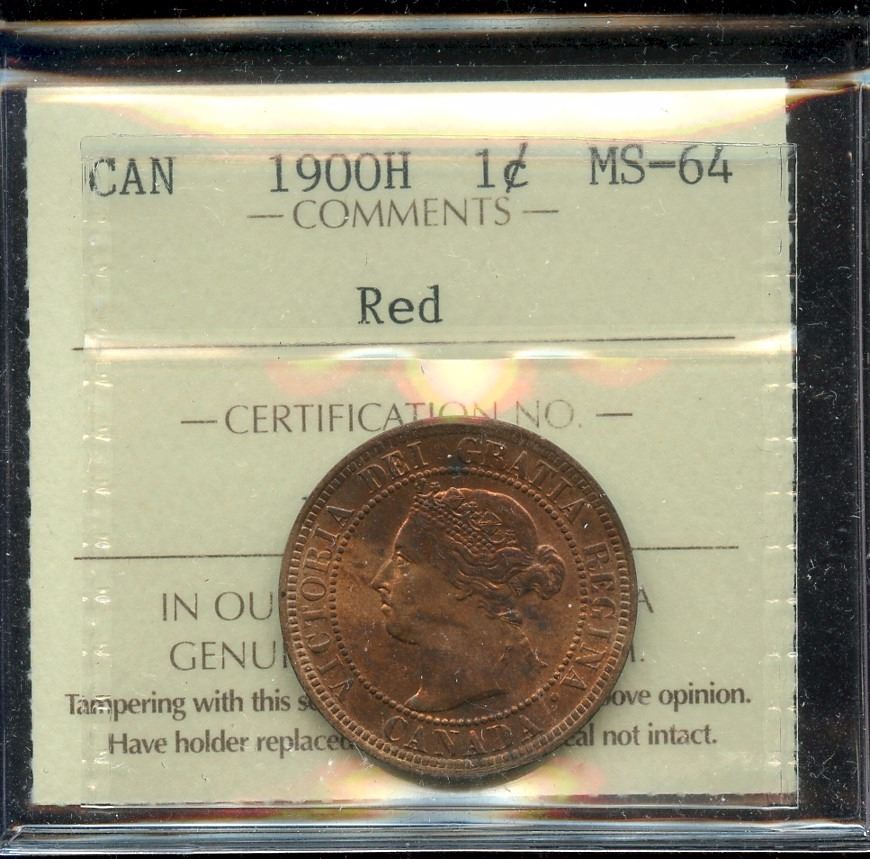 CAN 1900H 1¢ MS-64
— COMMENTS —
Red
— CERTIFICATION NO. —
VICTORIA DEI GRATIA REGINA
CANADA
IN OU A
GENUI M.
Tampering with this s ove opinion.
Have holder replaced eal not intact.